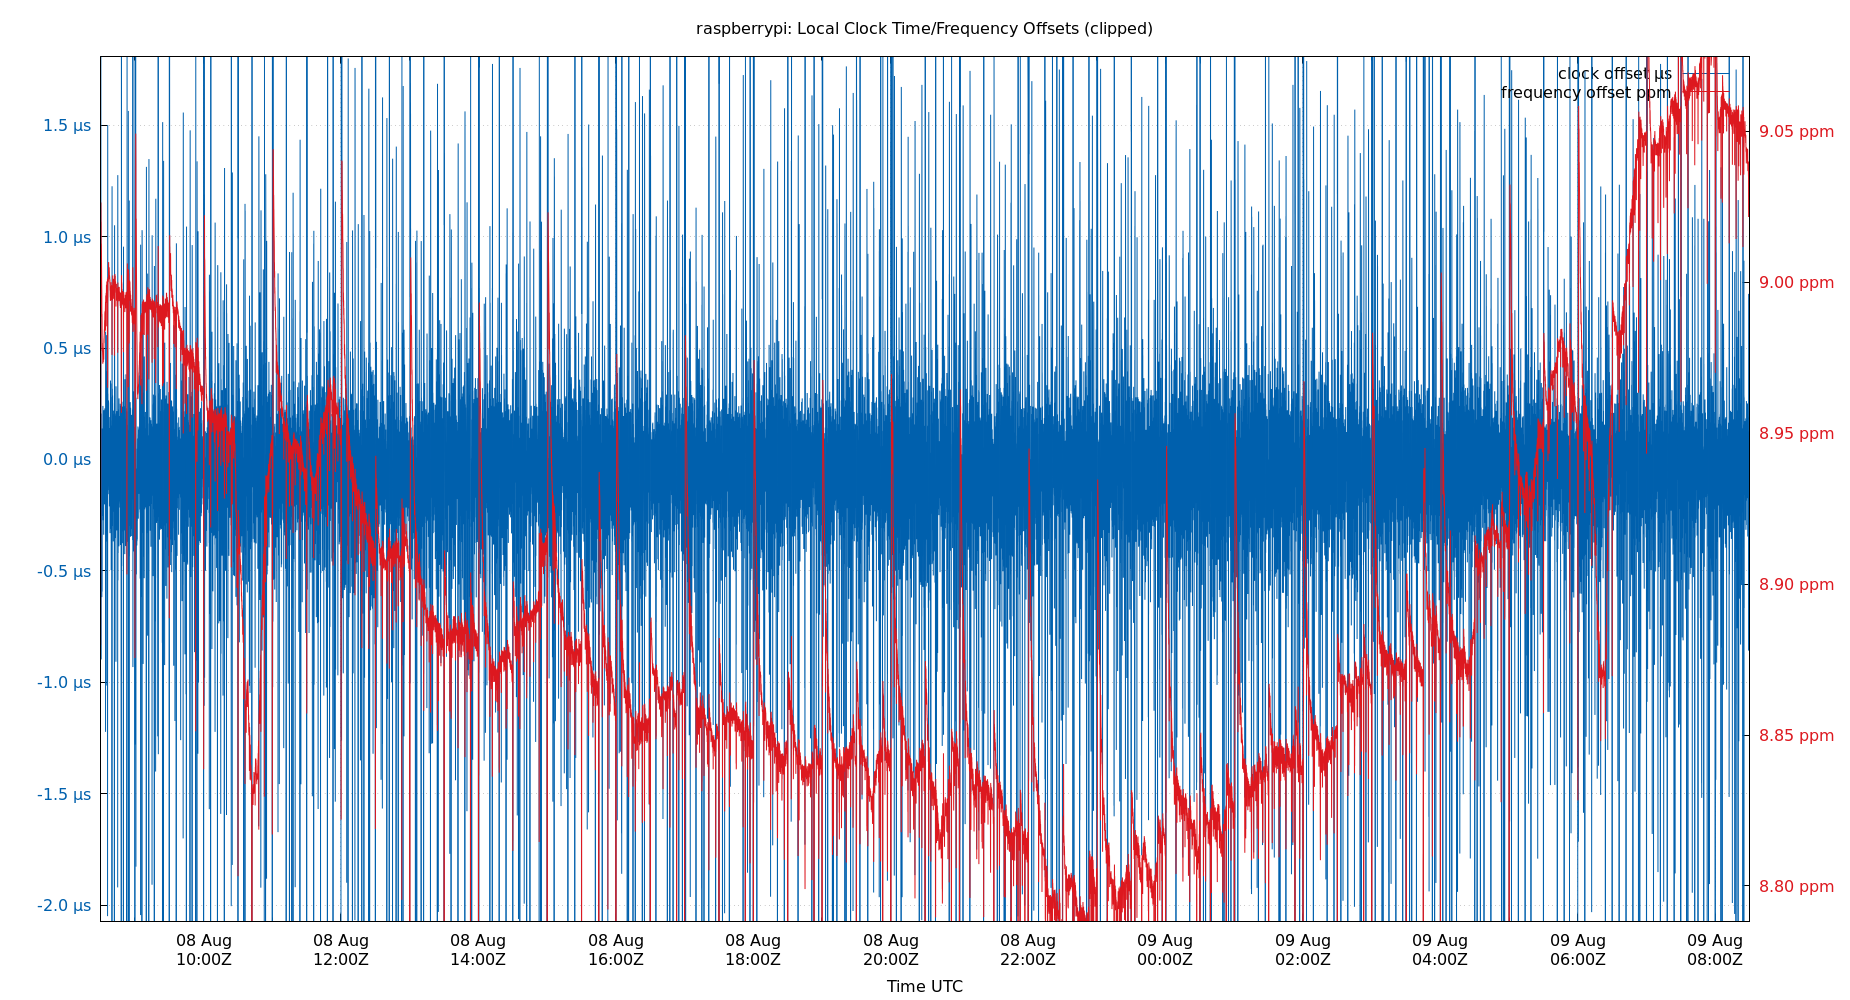 raspberrypi: Local Clock Time/Frequency Offsets (clipped)
clock offset µs
frequency offset ppm
1.5 µs
1.0 µs
0.5 µs
0.0 µs
-0.5 µs
-1.0 µs
-1.5 µs
-2.0 µs
9.05 ppm
9.00 ppm
8.95 ppm
8.90 ppm
8.85 ppm
8.80 ppm
08 Aug 08 Aug 08 Aug 08 Aug 08 Aug 08 Aug 08 Aug 09 Aug 09 Aug 09 Aug 09 Aug 09 Aug
10:00Z 12:00Z 14:00Z 16:00Z 18:00Z 20:00Z 22:00Z 00:00Z 02:00Z 04:00Z 06:00Z 08:00Z
Time UTC